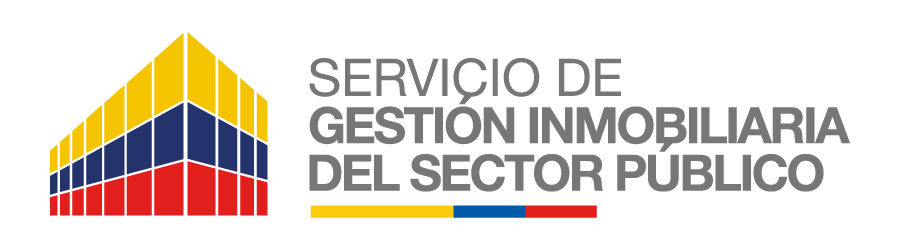 SERVICIO DE
GESTIÓN INMOBILIARIA
DEL SECTOR PÚBLICO